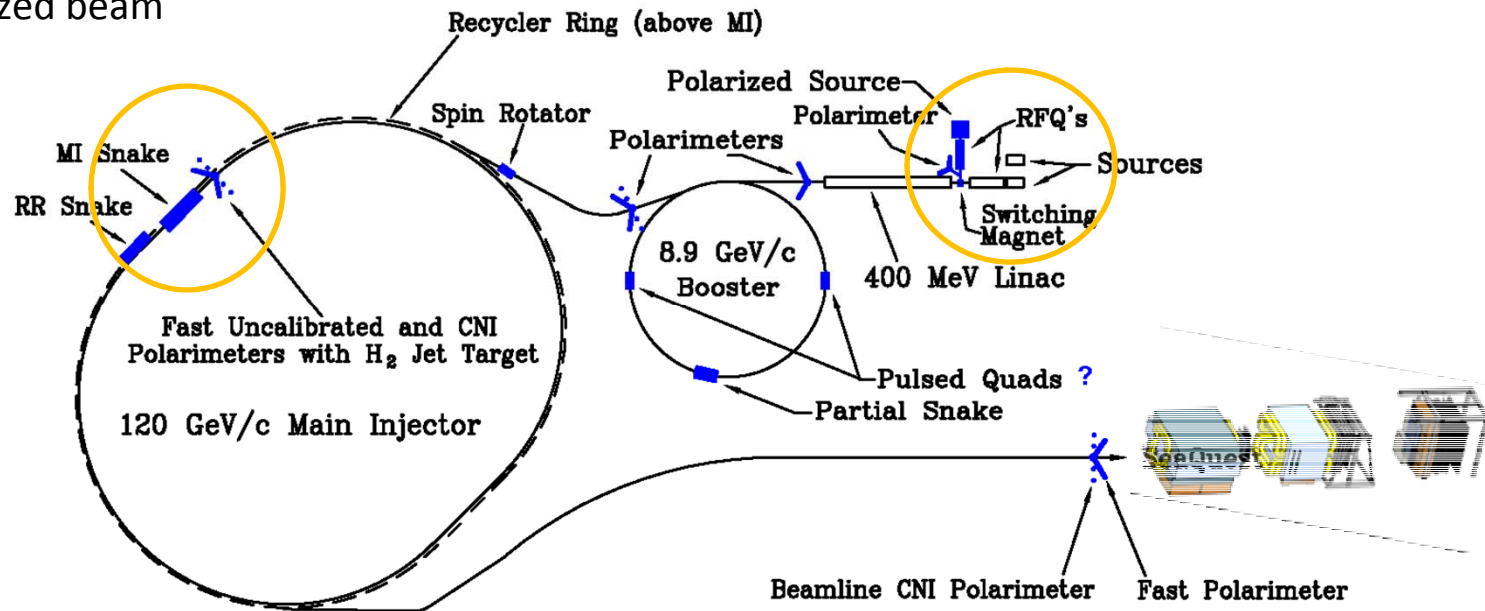 zed beam
Recycler Ring (above MI)
Polarized Source
Spin Rotator
Polarimeter
RFQ's
Polarimeters
MI Snake
Sources
RR Snake
Switching
Magnet
8.9 GeV/c
Booster
400 MeV Linac
Fast Uncalibrated and CNI
Polarimeters with H₂ Jet Target
Pulsed Quads ?
Partial Snake
120 GeV/c Main Injector
SeaQuest
Beamline CNI Polarimeter
Fast Polarimeter